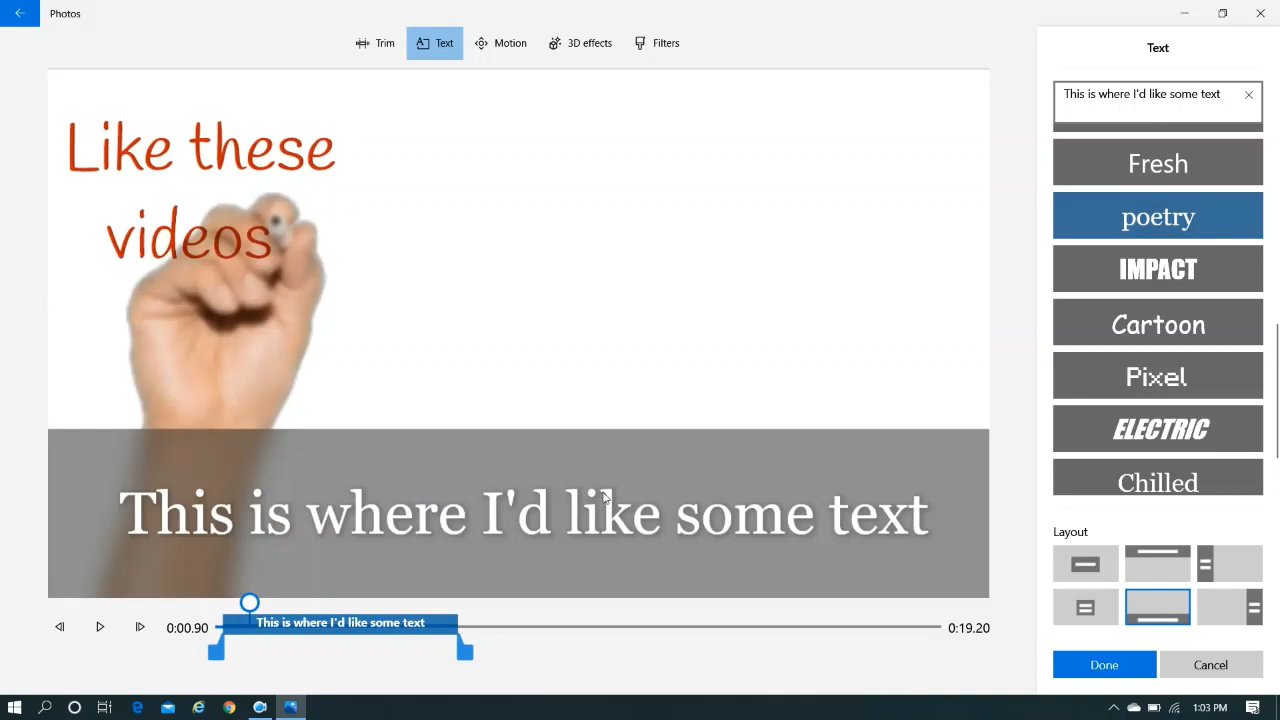 Photos
Trim
Text
Motion
3D effects
Filters
Like these
videos
This is where I'd like some text
0:00.90
This is where I'd like some text
0:19.20
Text
This is where I'd like some text
Fresh
poetry
IMPACT
Cartoon
Pixel
ELECTRIC
Chilled
Layout
Done
Cancel
1:03 PM